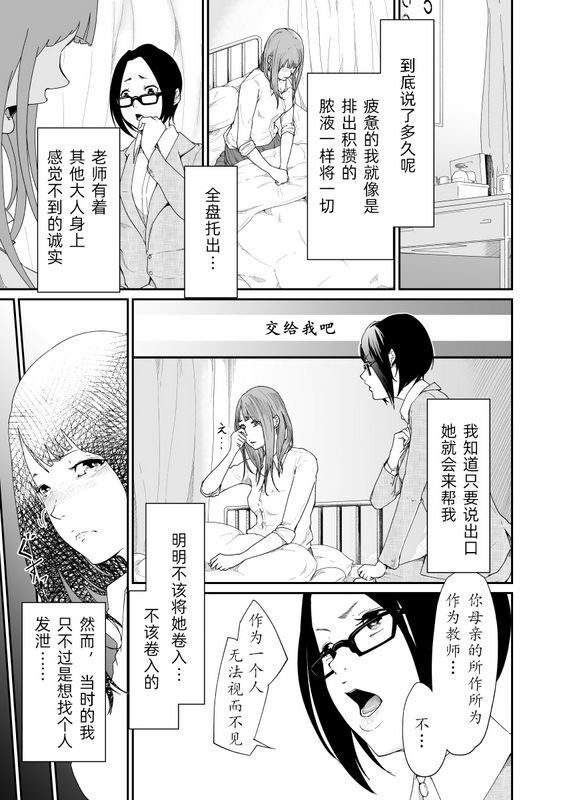 到底说了多久呢
疲惫的我就像是
排出积攒的
脓液一样将一切
全盘托出…
老师有着
其他大人身上
感觉不到的诚实
交给我吧
我知道只要说出口
她就会来帮我
え…
明明不该将她卷入…
不该卷入的
你母亲的所作所为
作为教师…
不…
作为一个人
无法视而不见
然而，当时的我
只不过是想找个人
发泄……